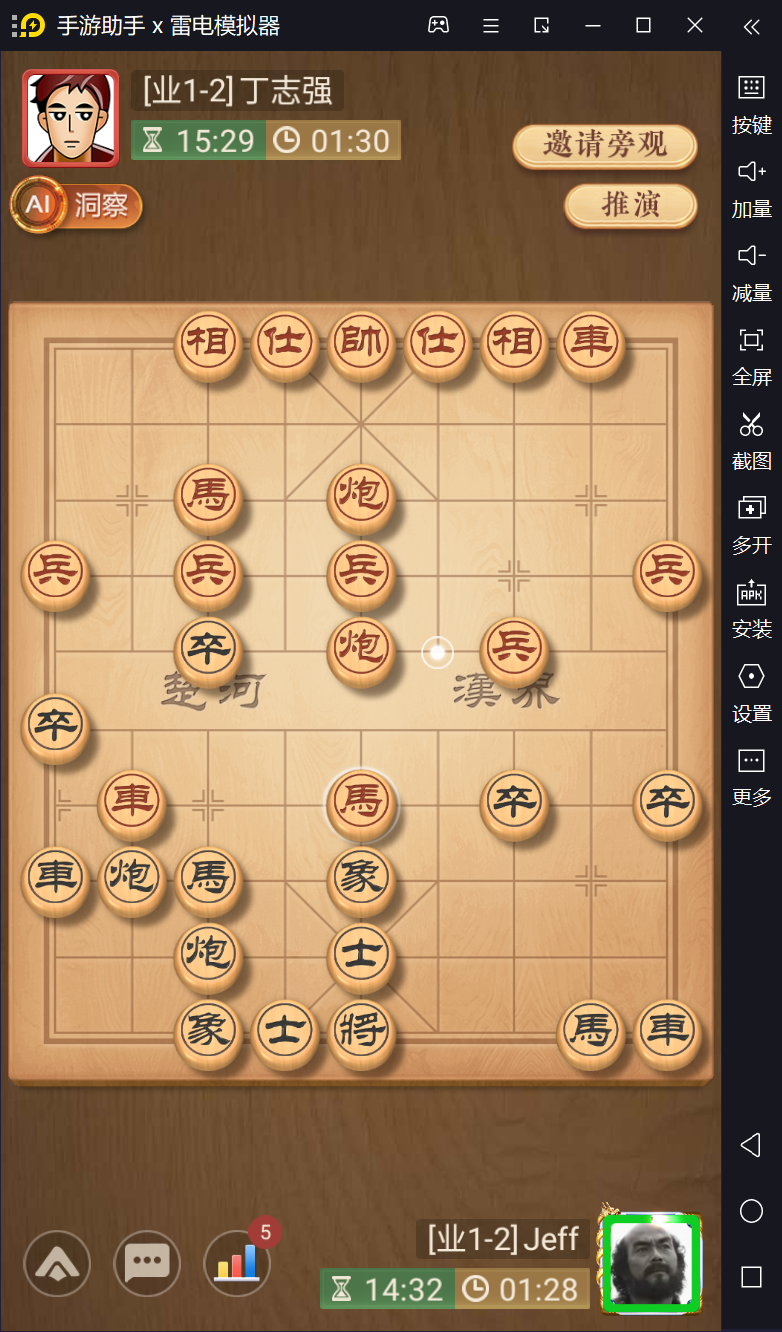 手游助手 x 雷电模拟器
[业1-2]丁志强
15:29 01:30
邀请旁观
AI 洞察
推演
按键
加量
减量
全屏
截图
多开
安装
设置
更多
APK
相 仕 帥 仕 相 車
馬 炮
兵 兵 兵 兵
卒 炮 兵
楚河 漢界
卒
車 馬 卒 卒
車 炮 馬 象
炮 士
象 士 將 馬 車
5
[业1-2]Jeff
14:32 01:28